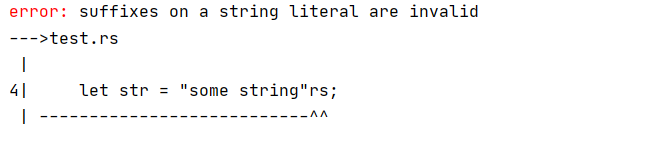 error: suffixes on a string literal are invalid
--->test.rs
 |
4|     let str = "some string"rs;
 | ---------------------------^^